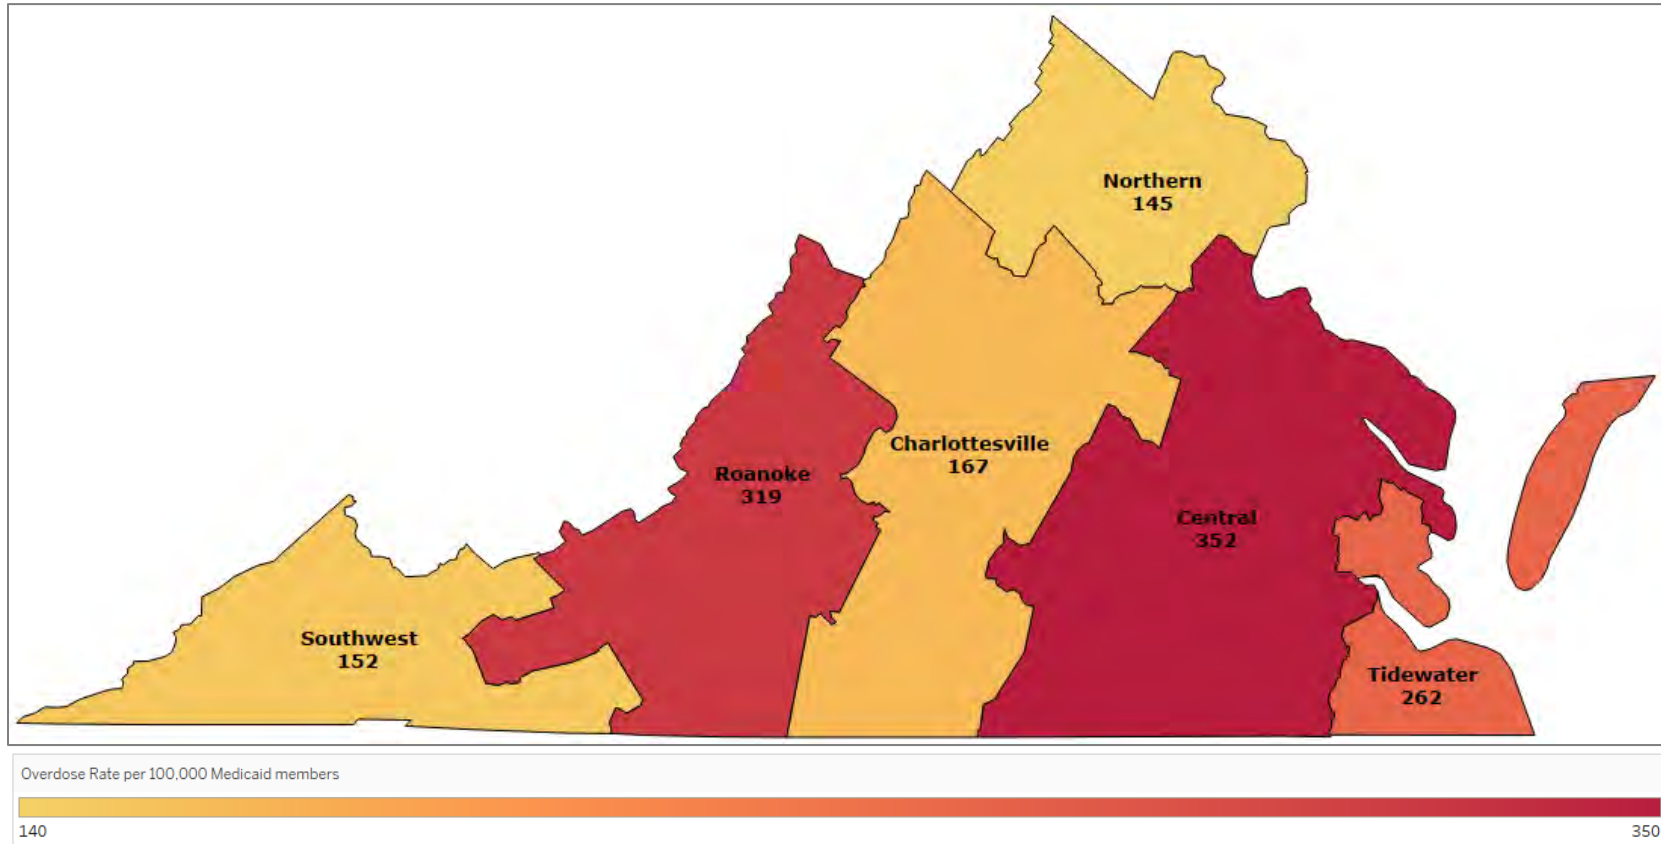 Northern
145
Charlottesville
167
Roanoke
319
Central
352
Southwest
152
Tidewater
262
Overdose Rate per 100,000 Medicaid members
140
350